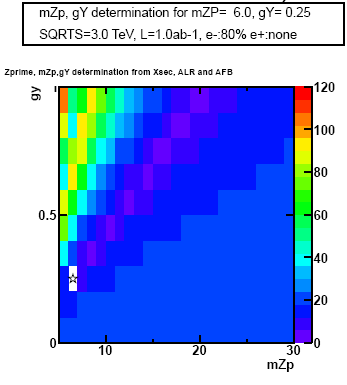 mZp, gY determination for mZP= 6.0, gY= 0.25
SQRTS=3.0 TeV, L=1.0ab-1, e-:80% e+:none
Zprime, mZp,gY determination from Xsec, ALR and AFB
gy
1
0.5
0
10
20
30
mZp
120
100
80
60
40
20
0